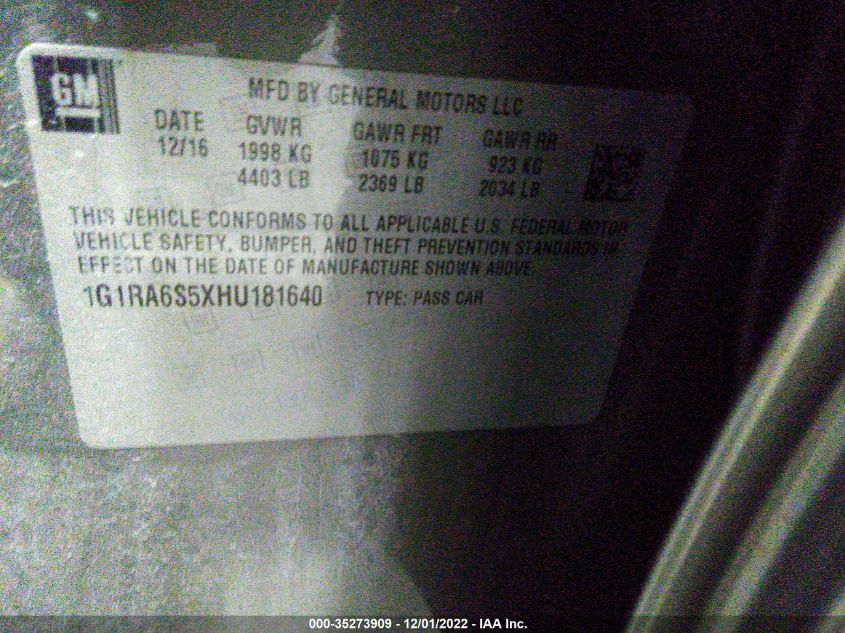 GM
MFD BY GENERAL MOTORS LLC
DATE GVWR GAWR FRT GAWR RR
12/16 1998 KG 1075 KG 923 KG
4403 LB 2369 LB 2034 LB
THIS VEHICLE CONFORMS TO ALL APPLICABLE U.S. FEDERAL MOTOR
VEHICLE SAFETY, BUMPER, AND THEFT PREVENTION STANDARDS IN
EFFECT ON THE DATE OF MANUFACTURE SHOWN ABOVE.
1G1RA6S5XHU181640 TYPE: PASS CAR
000-35273909 - 12/01/2022 - IAA Inc.